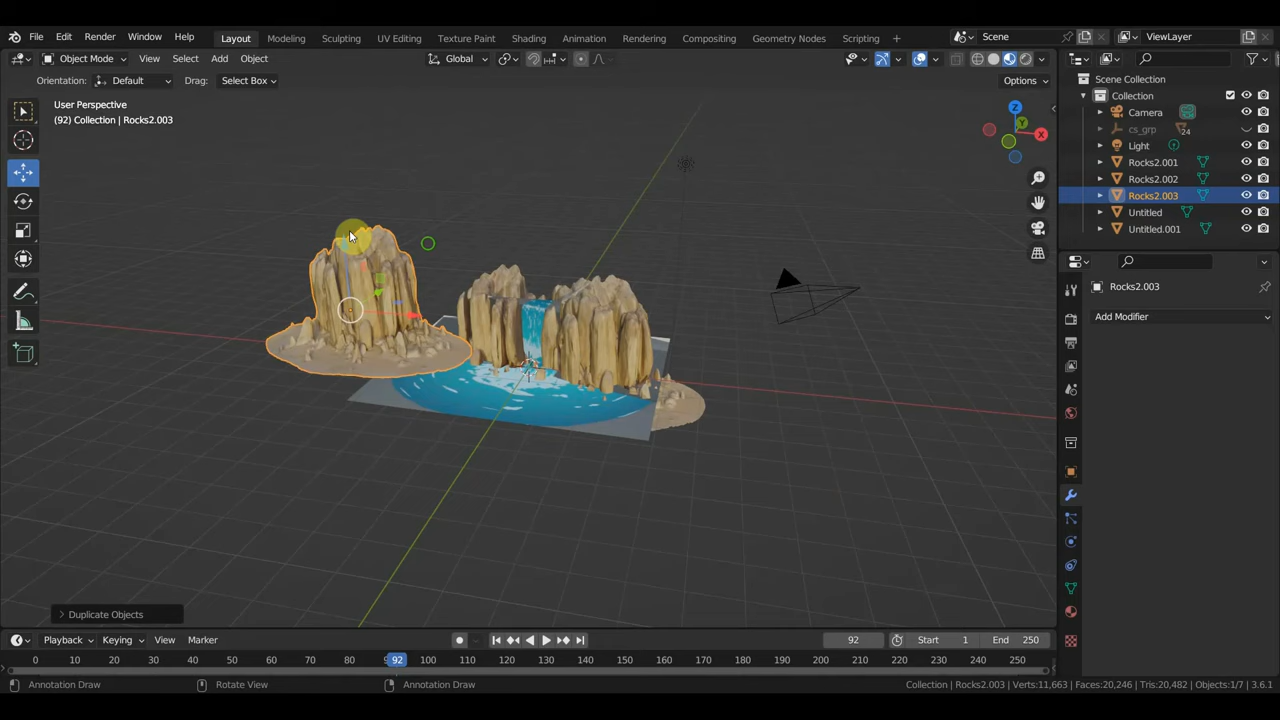 File Edit Render Window Help Layout Modeling Sculpting UV Editing Texture Paint Shading Animation Rendering Compositing Geometry Nodes Scripting + Scene ViewLayer
Object Mode View Select Add Object Global
Orientation: Default Drag: Select Box Options
User Perspective
(92) Collection | Rocks2.003
Z
Y
X
Scene Collection
Collection
Camera
cs_grp 24
Light
Rocks2.001
Rocks2.002
Rocks2.003
Untitled
Untitled.001
Rocks2.003
Add Modifier
Duplicate Objects
Playback Keying View Marker 92 Start 1 End 250
0 10 20 30 40 50 60 70 80 92 100 110 120 130 140 150 160 170 180 190 200 210 220 230 240 250
Annotation Draw Rotate View Annotation Draw Collection | Rocks2.003 | Verts:11,663 | Faces:20,246 | Tris:20,482 | Objects:1/7 | 3.6.1